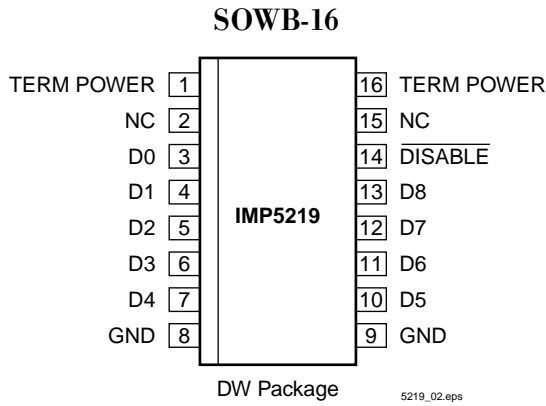 SOWB-16
TERM POWER 1 16 TERM POWER
NC 2 15 NC
D0 3 14 DISABLE
D1 4 13 D8
D2 5 IMP5219 12 D7
D3 6 11 D6
D4 7 10 D5
GND 8 9 GND
DW Package
5219_02.eps